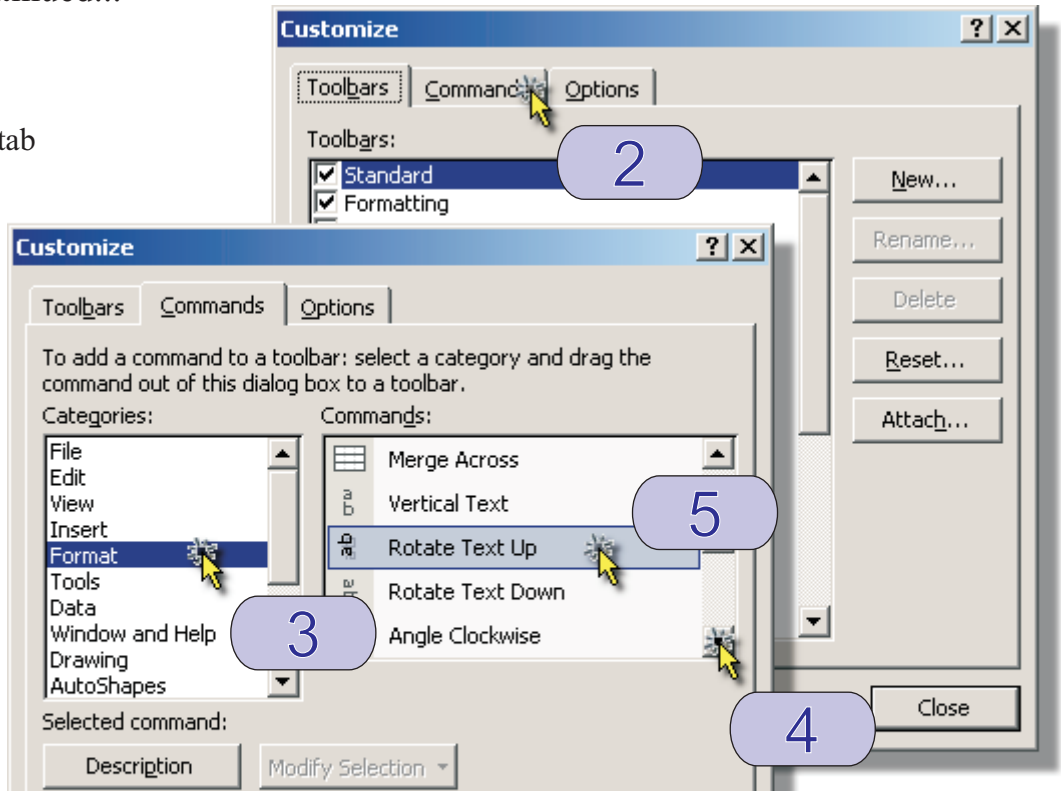 Customize
Toolbars Commands Options
tab
Toolbars:
2
Standard
Formatting
New...
Rename...
Delete
Reset...
Attach...
Close
Customize
Toolbars Commands Options
To add a command to a toolbar: select a category and drag the
command out of this dialog box to a toolbar.
Categories:
File
Edit
View
Insert
Format
Tools
Data
Window and Help
Drawing
AutoShapes
3
Commands:
Merge Across
Vertical Text
Rotate Text Up
Rotate Text Down
Angle Clockwise
5
4
Selected command:
Description Modify Selection